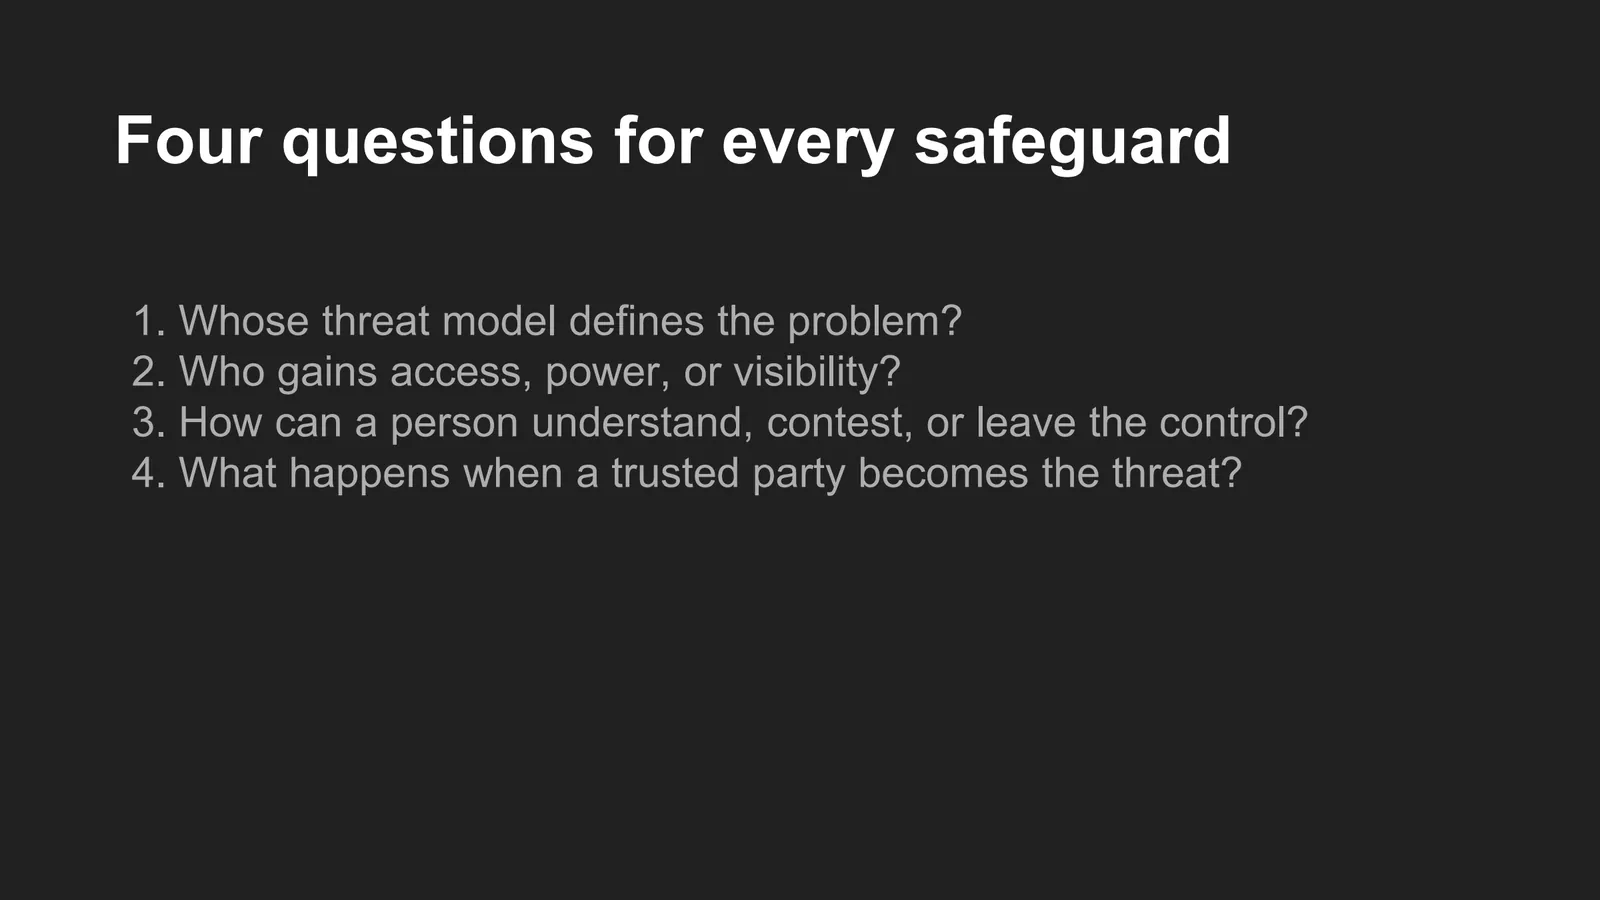 Four questions for every safeguard
1. Whose threat model defines the problem?
2. Who gains access, power, or visibility?
3. How can a person understand, contest, or leave the control?
4. What happens when a trusted party becomes the threat?